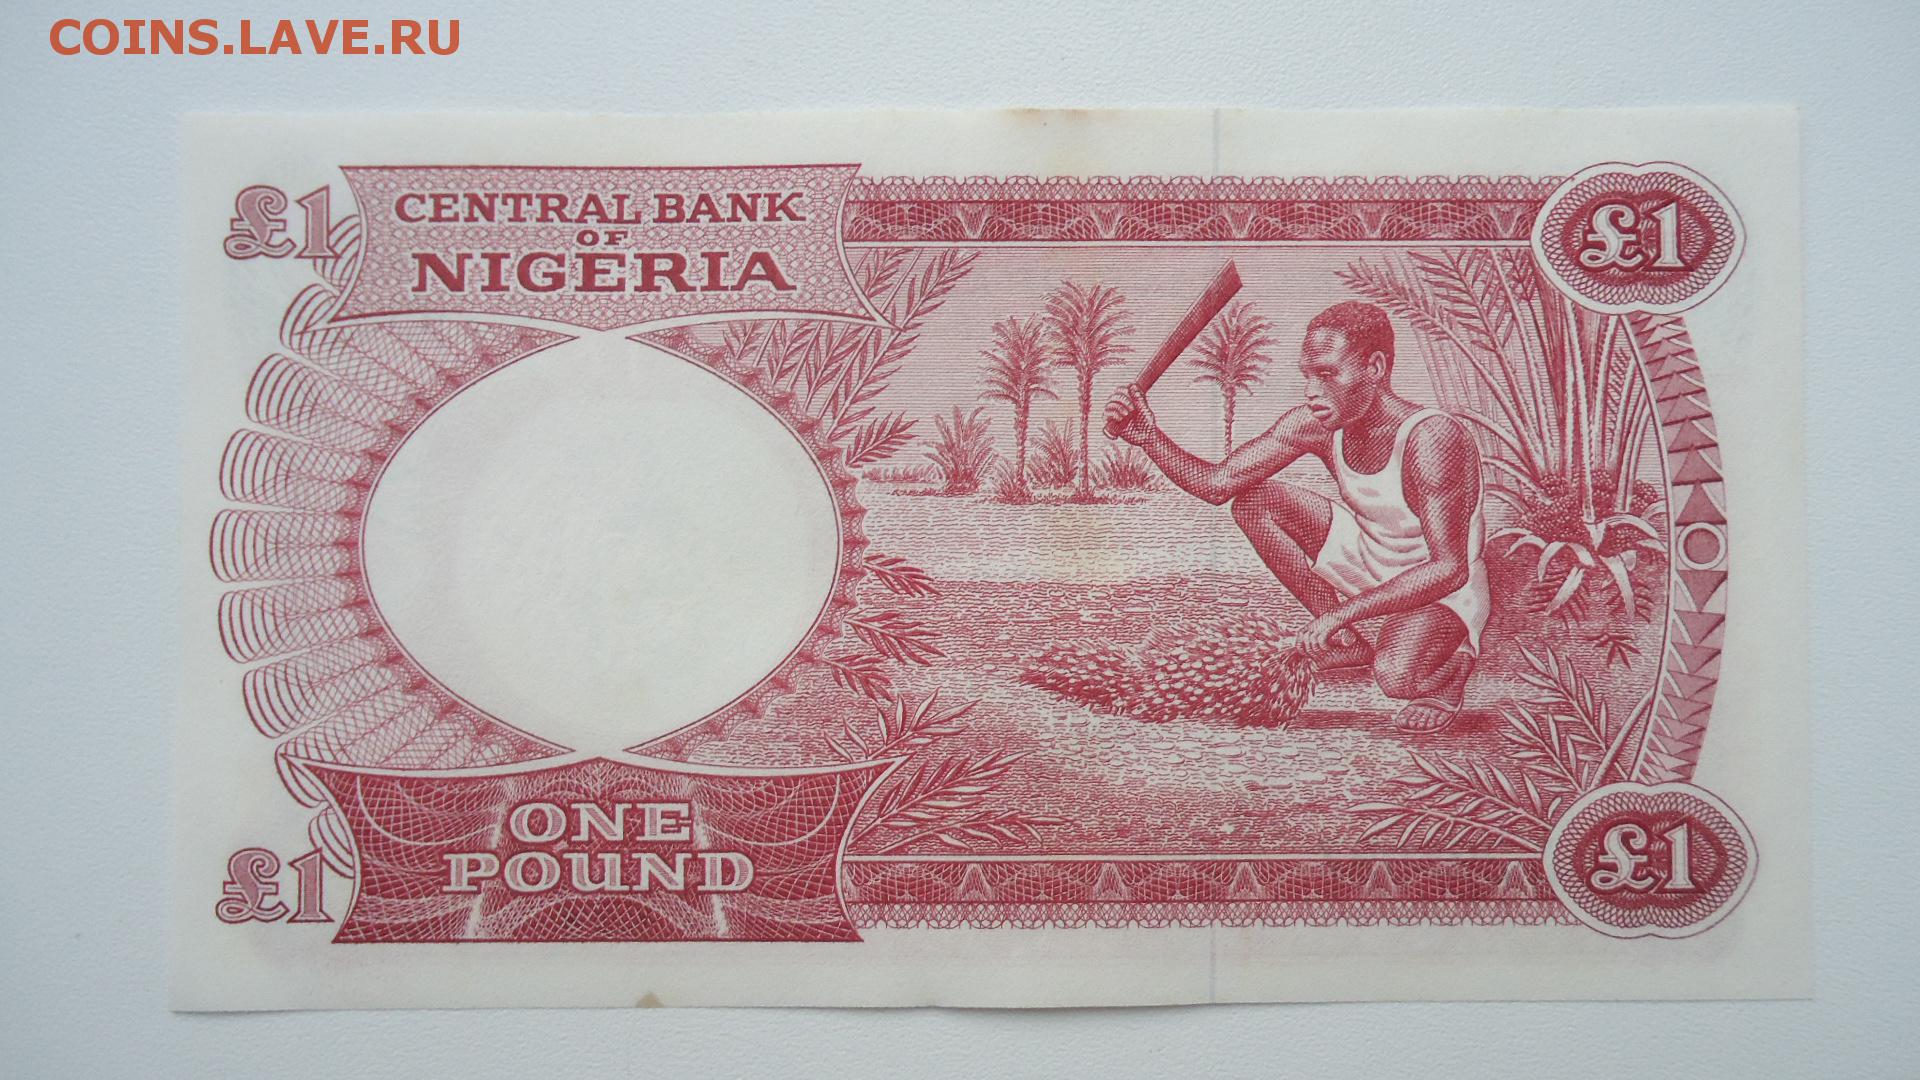 COINS.LAVE.RU
£1
CENTRAL BANK
OF
NIGERIA
£1
£1
ONE
POUND
£1